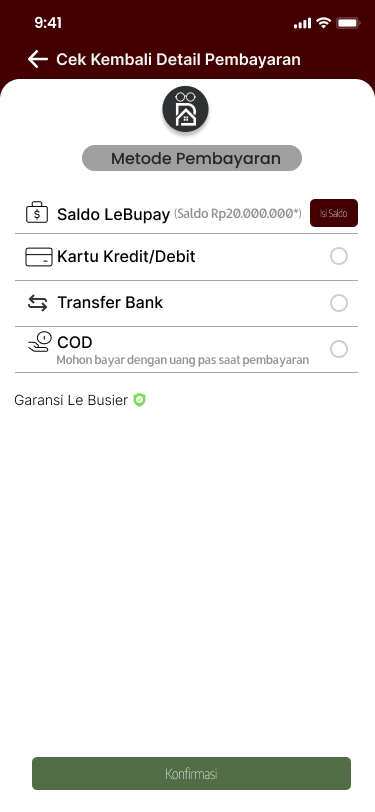 9:41
Cek Kembali Detail Pembayaran
Metode Pembayaran
Saldo LeBupay (Saldo Rp20.000.000*) Isi Saldo
Kartu Kredit/Debit
Transfer Bank
COD
Mohon bayar dengan uang pas saat pembayaran
Garansi Le Busier
Konfirmasi